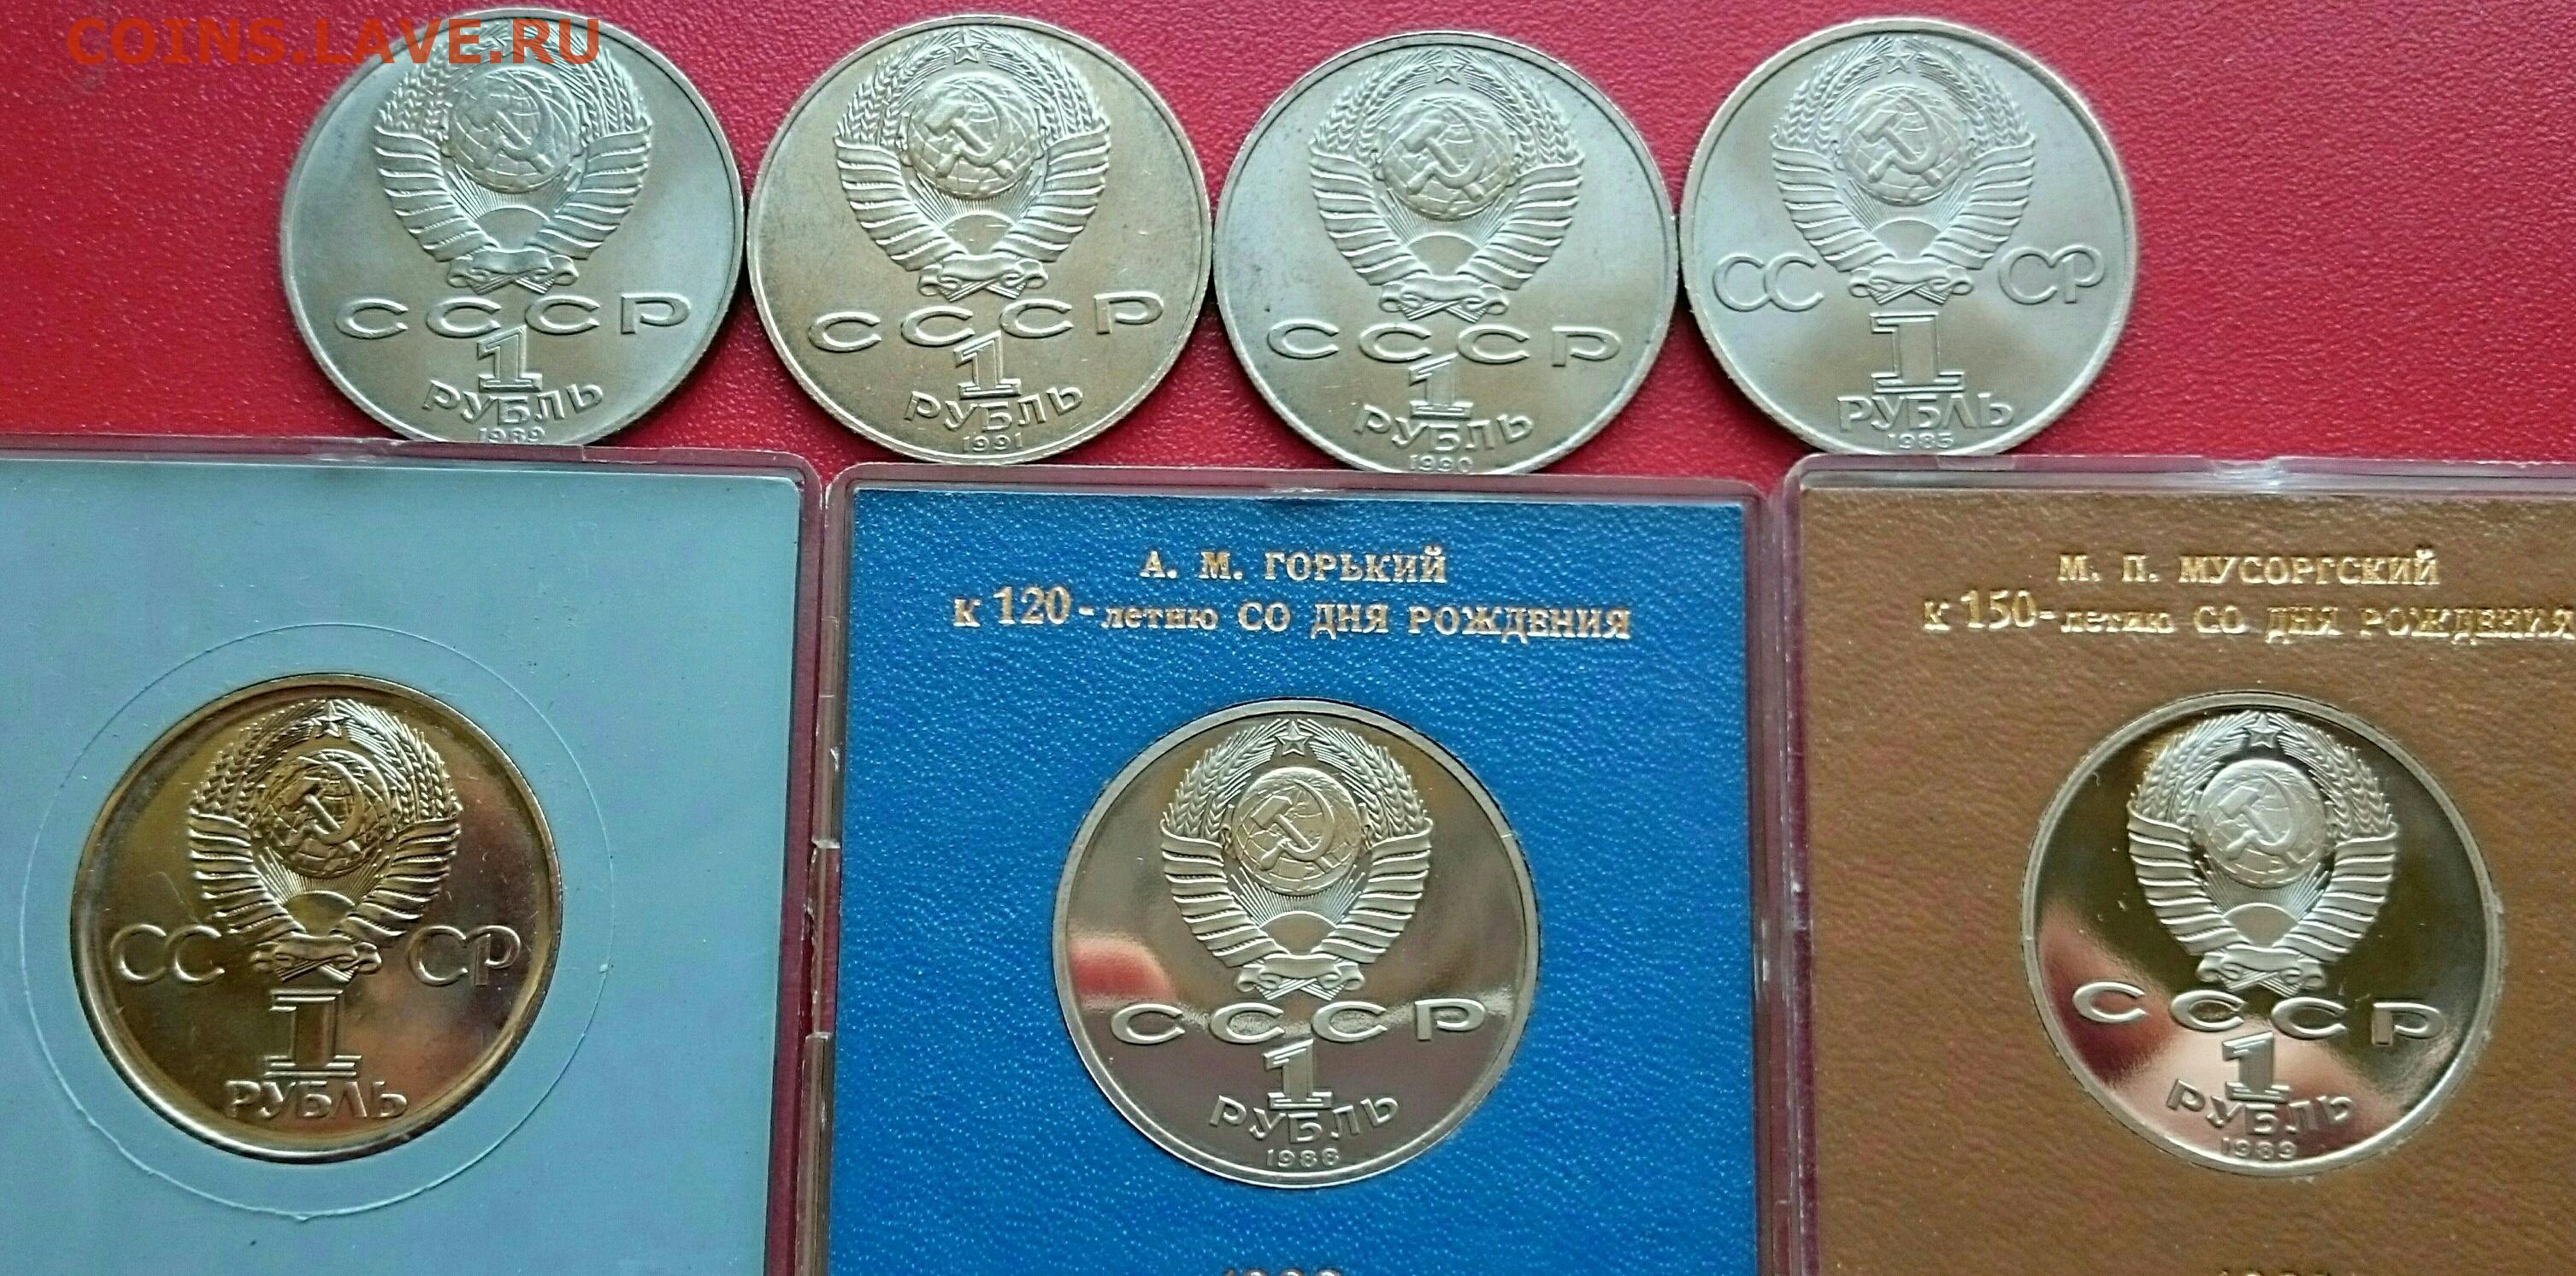 COINS.LAVE.RU
СССР
1
РУБЛЬ
1989
СССР
1
РУБЛЬ
1991
СССР
1
РУБЛЬ
1990
СС СР
1
РУБЛЬ
1985
СС СР
1
РУБЛЬ
А. М. ГОРЬКИЙ
К 120-летию СО ДНЯ РОЖДЕНИЯ
СССР
1
РУБЛЬ
1988
М. П. МУСОРГСКИЙ
К 150-летию СО ДНЯ РОЖДЕНИЯ
СССР
1
РУБЛЬ
1989